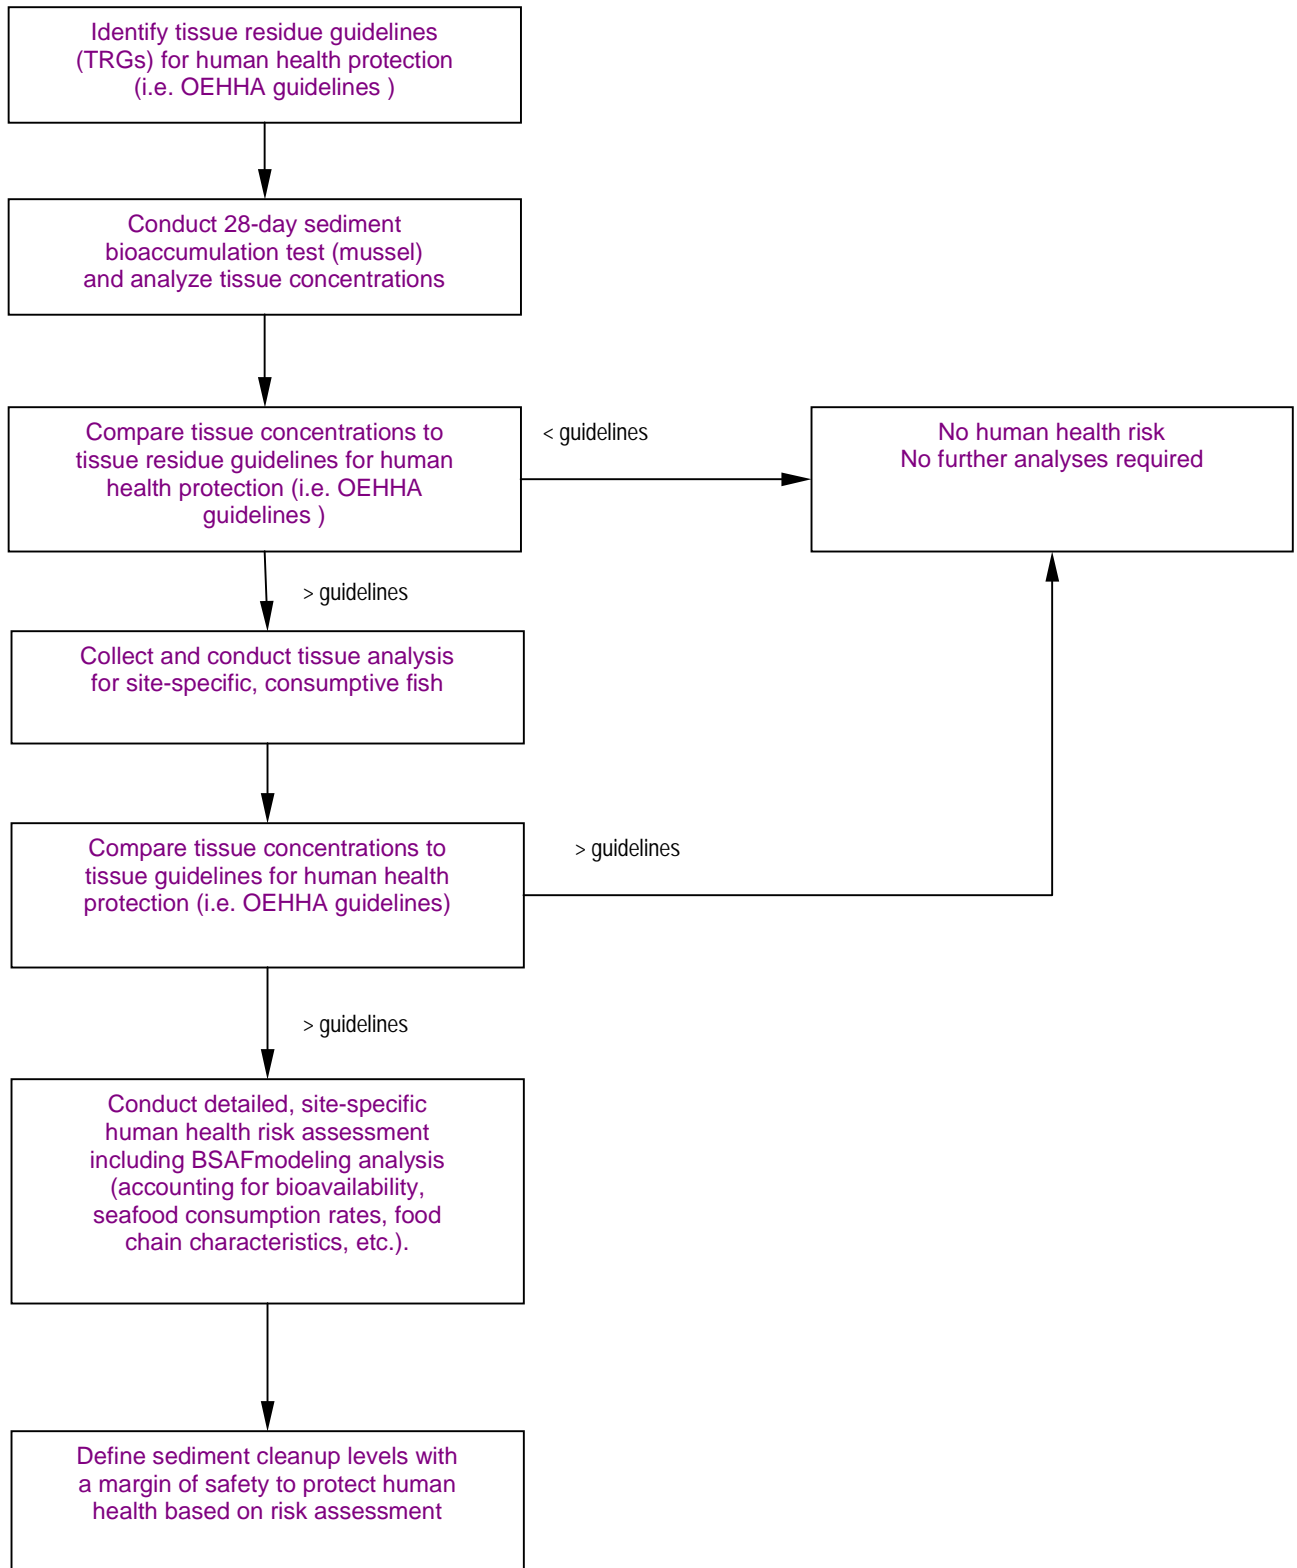 Identify tissue residue guidelines
(TRGs) for human health protection
(i.e. OEHHA guidelines )
Conduct 28-day sediment
bioaccumulation test (mussel)
and analyze tissue concentrations
Compare tissue concentrations to
tissue residue guidelines for human
health protection (i.e. OEHHA
guidelines )
< guidelines
No human health risk
No further analyses required
> guidelines
Collect and conduct tissue analysis
for site-specific, consumptive fish
Compare tissue concentrations to
tissue guidelines for human health
protection (i.e. OEHHA guidelines)
> guidelines
> guidelines
Conduct detailed, site-specific
human health risk assessment
including BSAFmodeling analysis
(accounting for bioavailability,
seafood consumption rates, food
chain characteristics, etc.).
Define sediment cleanup levels with
a margin of safety to protect human
health based on risk assessment